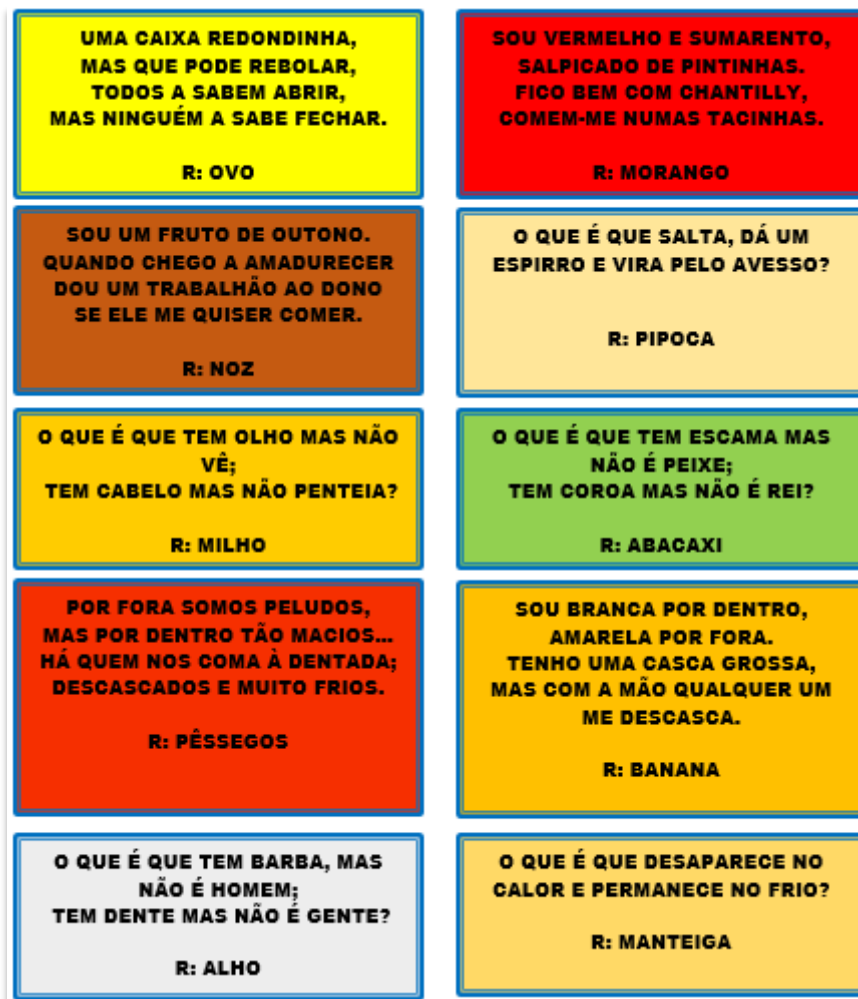 UMA CAIXA REDONDINHA,
MAS QUE PODE REBOLAR,
TODOS A SABEM ABRIR,
MAS NINGUÉM A SABE FECHAR.
R: OVO
SOU VERMELHO E SUMARENTO,
SALPICADO DE PINTINHAS.
FICO BEM COM CHANTILLY,
COMEM-ME NUMAS TACINHAS.
R: MORANGO
SOU UM FRUTO DE OUTONO.
QUANDO CHEGO A AMADURECER
DOU UM TRABALHÃO AO DONO
SE ELE ME QUISER COMER.
R: NOZ
O QUE É QUE SALTA, DÁ UM
ESPIRRO E VIRA PELO AVESSO?
R: PIPOCA
O QUE É QUE TEM OLHO MAS NÃO
VÊ;
TEM CABELO MAS NÃO PENTEIA?
R: MILHO
O QUE É QUE TEM ESCAMA MAS
NÃO É PEIXE;
TEM COROA MAS NÃO É REI?
R: ABACAXI
POR FORA SOMOS PELUDOS,
MAS POR DENTRO TÃO MACIOS...
HÁ QUEM NOS COMA À DENTADA;
DESCASCADOS E MUITO FRIOS.
R: PÊSSEGOS
SOU BRANCA POR DENTRO,
AMARELA POR FORA.
TENHO UMA CASCA GROSSA,
MAS COM A MÃO QUALQUER UM
ME DESCASCA.
R: BANANA
O QUE É QUE TEM BARBA, MAS
NÃO É HOMEM;
TEM DENTE MAS NÃO É GENTE?
R: ALHO
O QUE É QUE DESAPARECE NO
CALOR E PERMANECE NO FRIO?
R: MANTEIGA